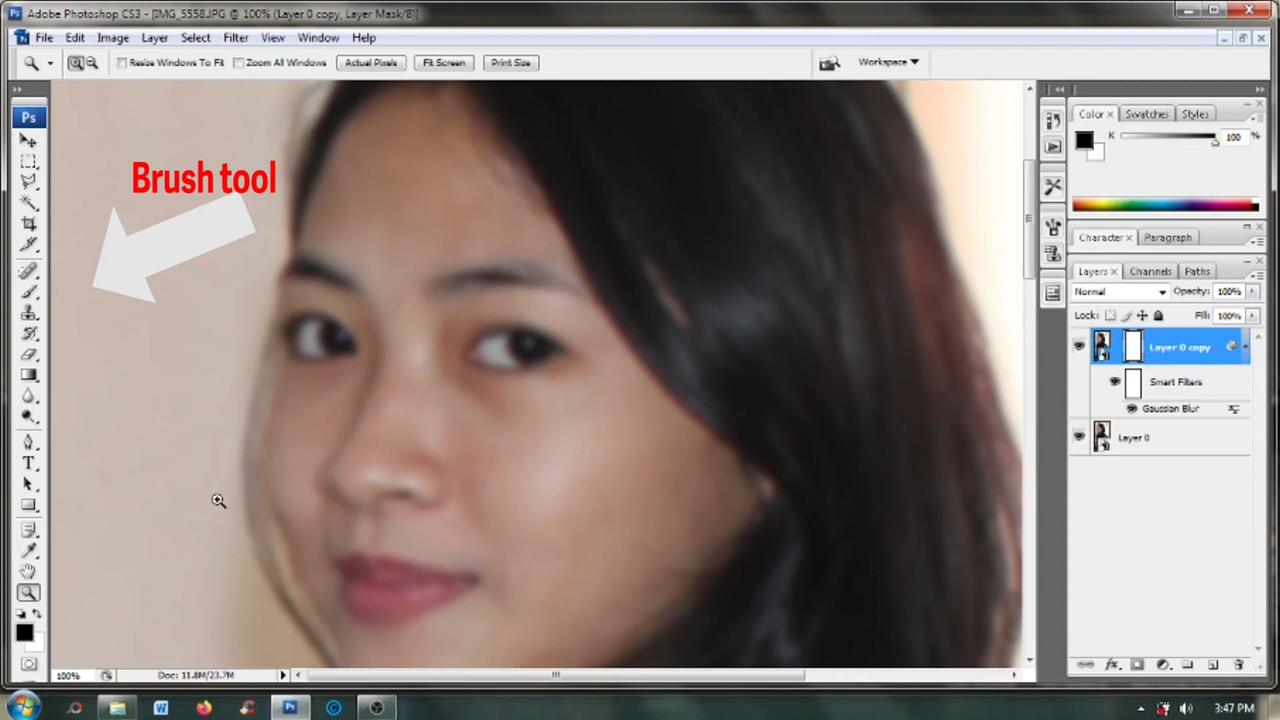 Ps Adobe Photoshop CS3 - [IMG_5558.JPG @ 100% (Layer 0 copy, Layer Mask/8)]
File Edit Image Layer Select Filter View Window Help
Resize Windows To Fit Zoom All Windows Actual Pixels Fit Screen Print Size Workspace
Ps
Brush tool
T
Color Swatches Styles
K 100 %
Character Paragraph
Layers Channels Paths
Normal Opacity: 100%
Lock: Fill: 100%
Layer 0 copy
Smart Filters
Gaussian Blur
Layer 0
100% Doc: 11.8M/23.7M
W Ps 3:47 PM